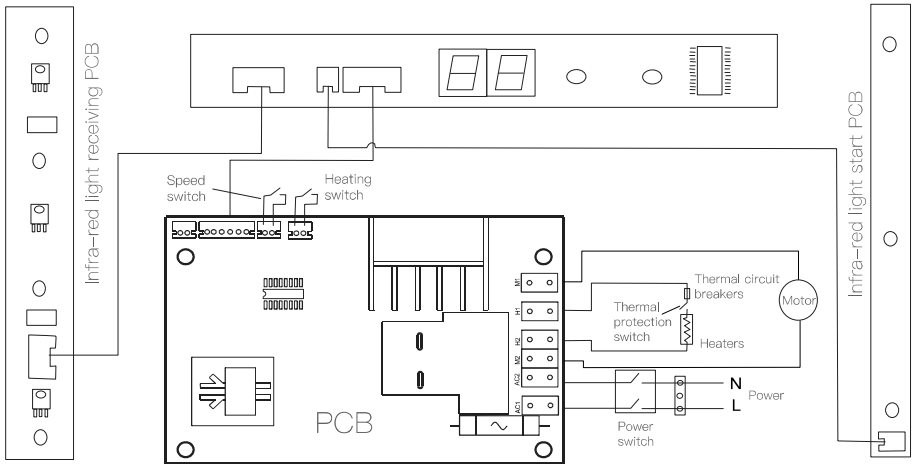 Infra-red light receiving PCB
Speed
switch
Heating
switch
Infra-red light start PCB
M1
H1
H2
M2
AC2
AC1
Thermal circuit
breakers
Thermal
protection
switch
Heaters
Motor
N
L
Power
Power
switch
PCB